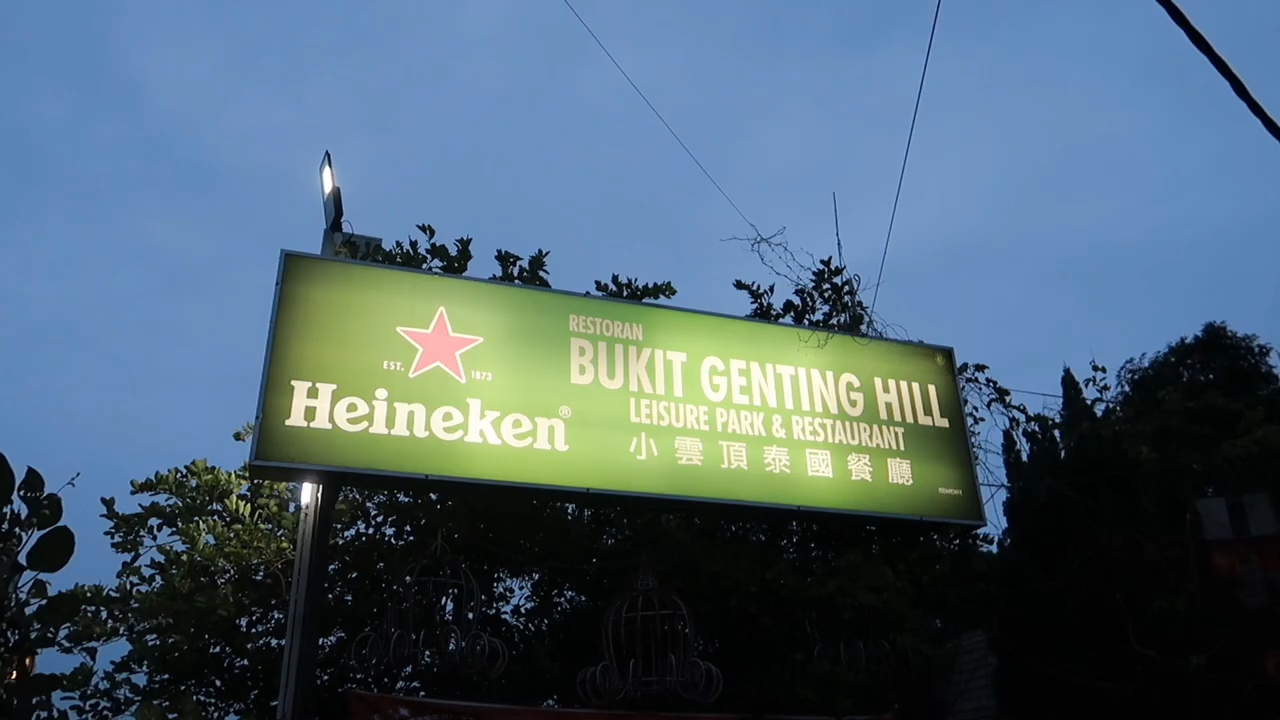 EST. 1873
Heineken®
RESTORAN
BUKIT GENTING HILL
LEISURE PARK & RESTAURANT
小雲頂泰國餐廳